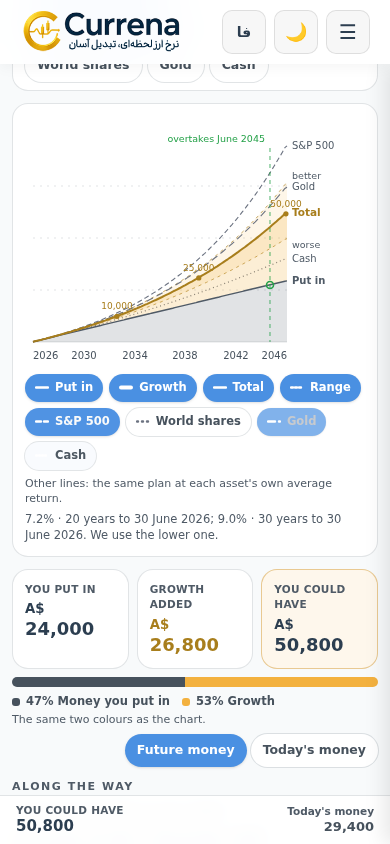 Currena
نرخ ارز لحظه‌ای، تبدیل آسان
فا
World shares
Gold
Cash
overtakes June 2045
S&P 500
better
Gold
50,000
Total
25,000
worse
Cash
10,000
Put in
2026 2030 2034 2038 2042 2046
Put in
Growth
Total
Range
S&P 500
World shares
Gold
Cash
Other lines: the same plan at each asset's own average
return.
7.2% · 20 years to 30 June 2026; 9.0% · 30 years to 30
June 2026. We use the lower one.
YOU PUT IN
A$
24,000
GROWTH
ADDED
A$
26,800
YOU COULD
HAVE
A$
50,800
47% Money you put in
53% Growth
The same two colours as the chart.
Future money
Today's money
ALONG THE WAY
YOU COULD HAVE
50,800
Today's money
29,400